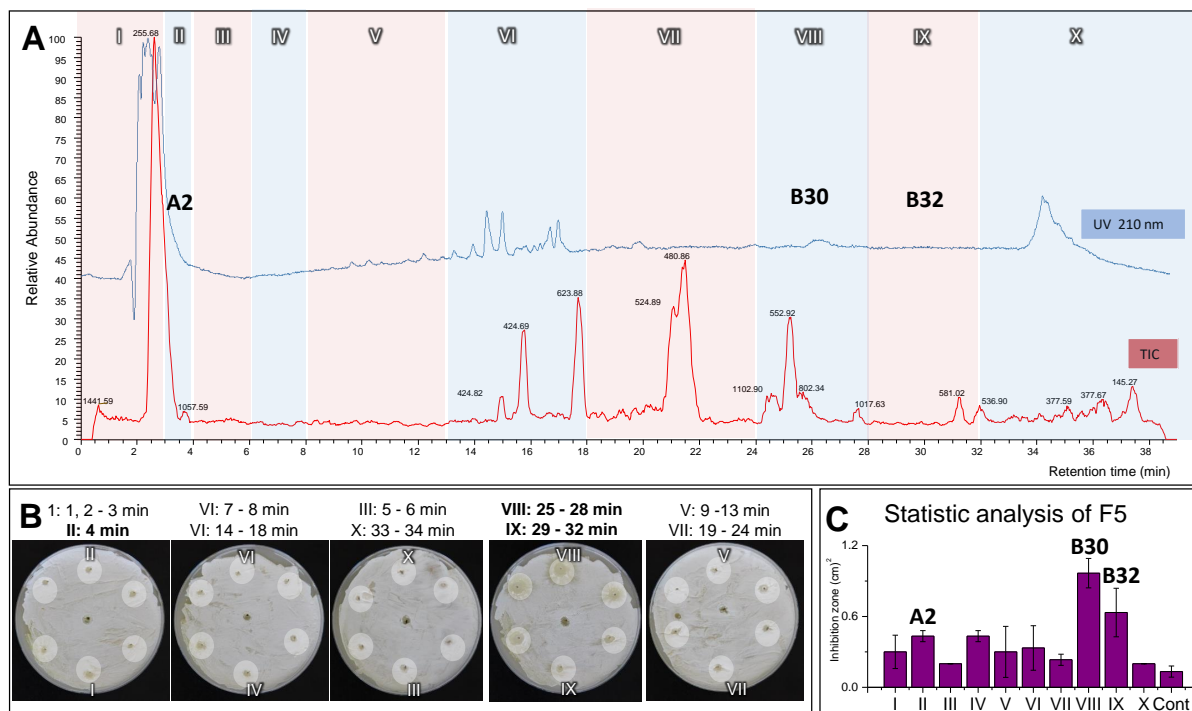 A
I II III IV V VI VII VIII IX X
255.68
100
95
90
85
80
75
70
65
60
55
50
45
40
35
30
25
20
15
10
5
0
Relative Abundance
A2
B30
B32
UV 210 nm
TIC
1441.59
1057.59
424.82
424.69
623.88
524.89
480.86
1102.90
552.92
802.34
1017.63
581.02
536.90
377.59
377.67
145.27
0 2 4 6 8 10 12 14 16 18 20 22 24 26 28 30 32 34 36 38
Retention time (min)
B
1: 1, 2 - 3 min
II: 4 min
VI: 7 - 8 min
VI: 14 - 18 min
III: 5 - 6 min
X: 33 - 34 min
VIII: 25 - 28 min
IX: 29 - 32 min
V: 9 -13 min
VII: 19 - 24 min
II
I
VI
IV
X
III
VIII
IX
V
VII
C
Statistic analysis of F5
Inhibition zone (cm)²
1.2
0.6
0.0
A2
B30
B32
I II III IV V VI VII VIII IX X Cont